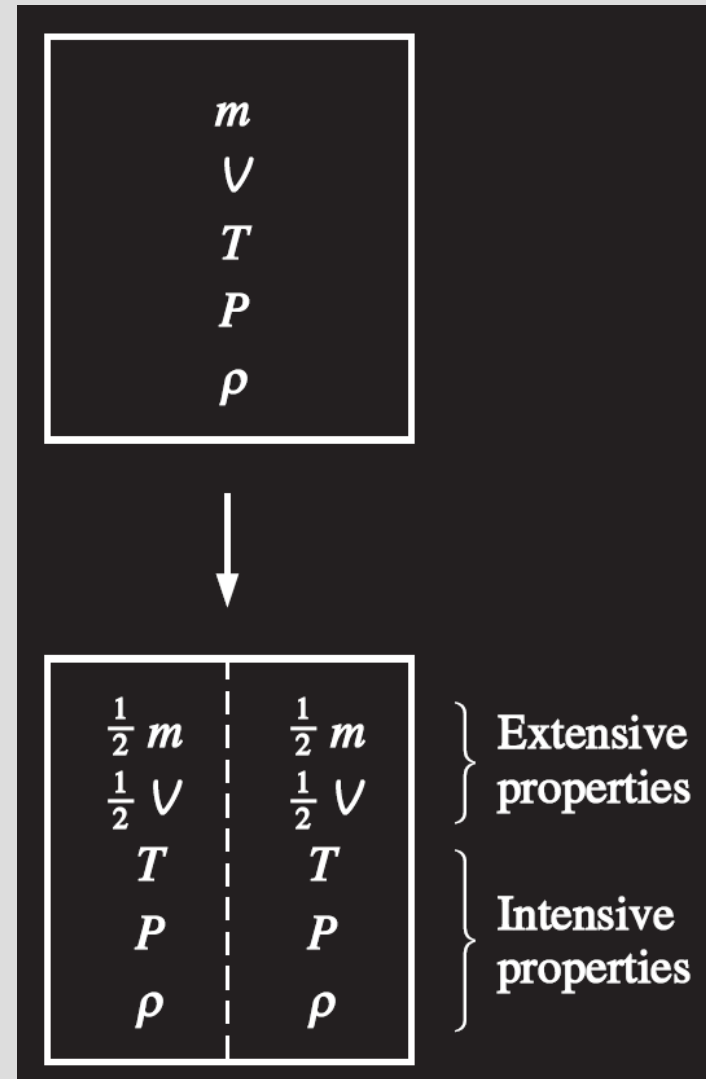 m
V
T
P
ρ
1/2 m 1/2 m
1/2 V 1/2 V
T T
P P
ρ ρ
Extensive
properties
Intensive
properties